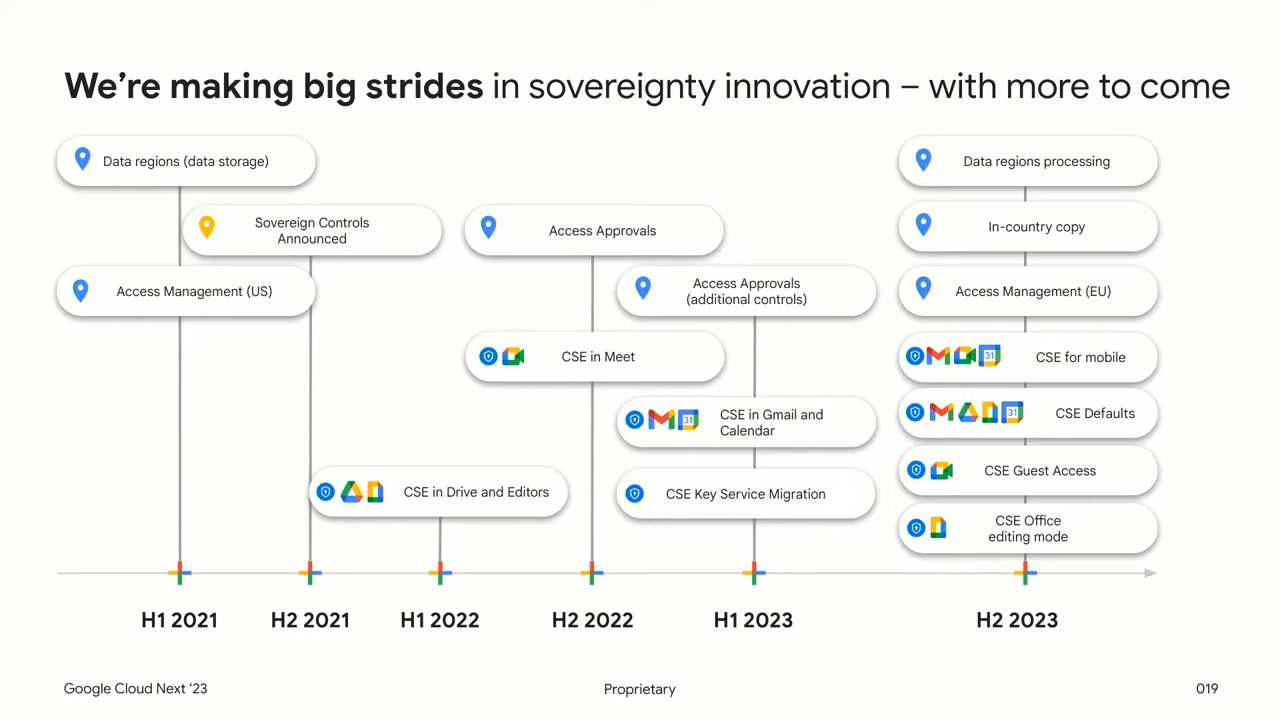 We're making big strides in sovereignty innovation – with more to come
Data regions (data storage)
Sovereign Controls
Announced
Access Management (US)
CSE in Drive and Editors
Access Approvals
CSE in Meet
Access Approvals
(additional controls)
31
CSE in Gmail and
Calendar
CSE Key Service Migration
Data regions processing
In-country copy
Access Management (EU)
31
CSE for mobile
31
CSE Defaults
CSE Guest Access
CSE Office
editing mode
H1 2021
H2 2021
H1 2022
H2 2022
H1 2023
H2 2023
Google Cloud Next ‘23
Proprietary
019